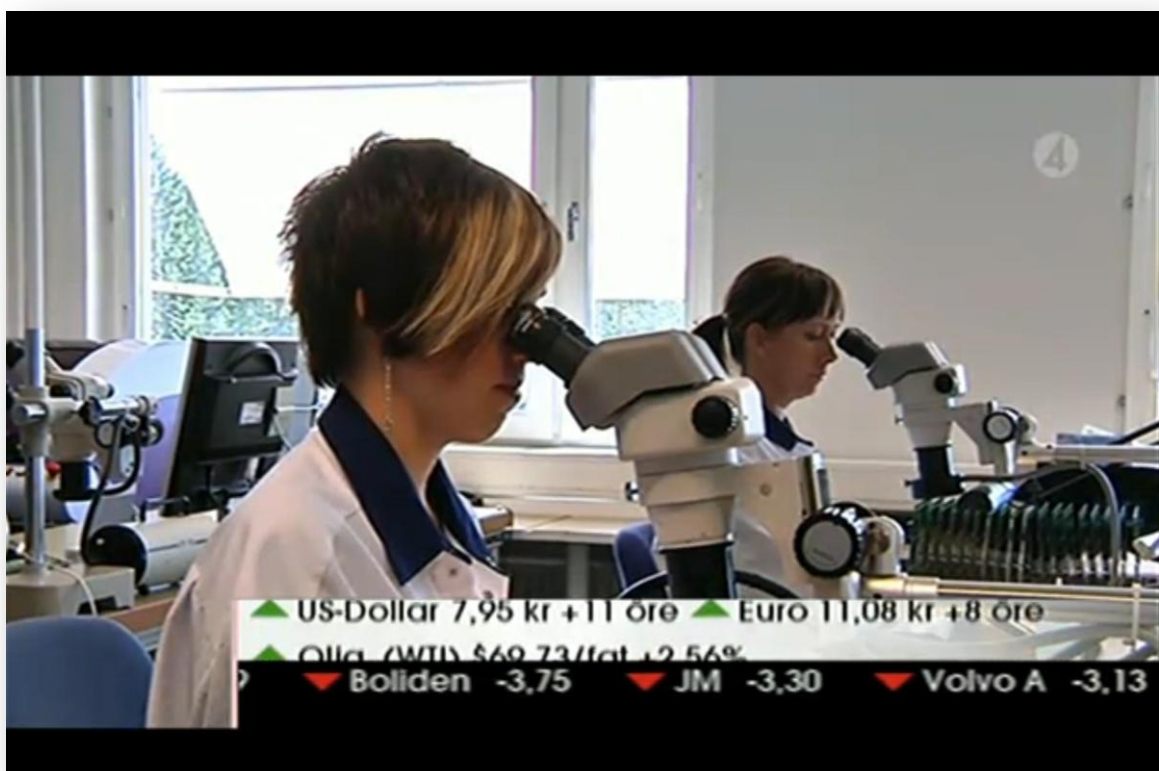 4
US-Dollar 7,95 kr +11 öre Euro 11,08 kr +8 öre
Olja (WTI) $69,73/fat +2,56%
Boliden -3,75 JM -3,30 Volvo A -3,13